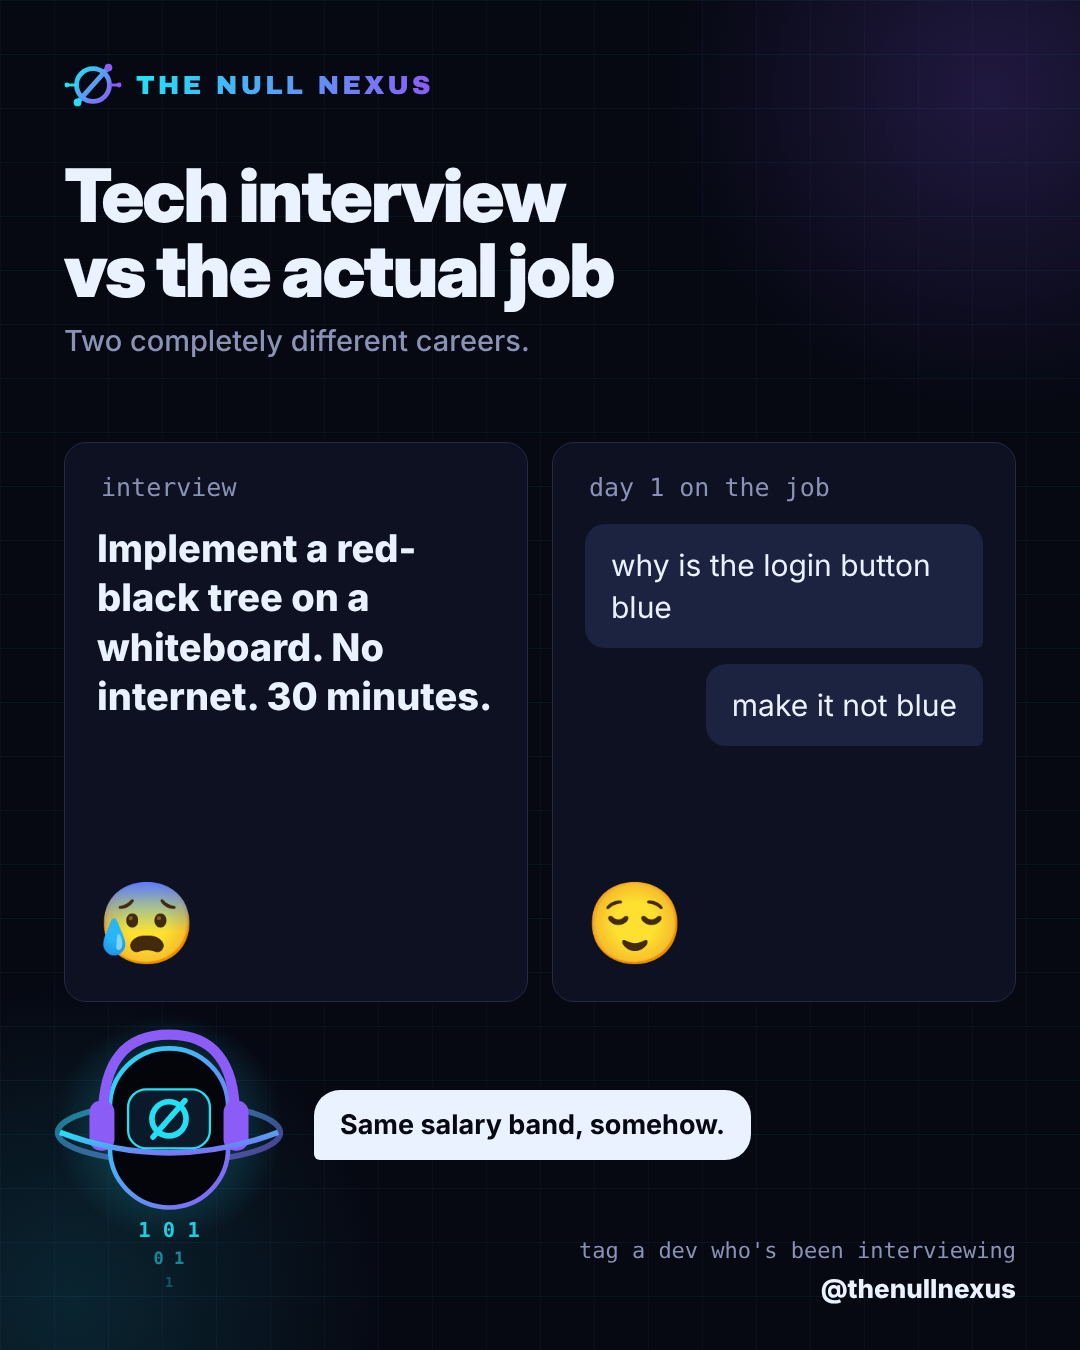 THE NULL NEXUS
Tech interview
vs the actual job
Two completely different careers.
interview
Implement a red-
black tree on a
whiteboard. No
internet. 30 minutes.
day 1 on the job
why is the login button
blue
make it not blue
Same salary band, somehow.
1 0 1
0 1
1
tag a dev who's been interviewing
@thenullnexus